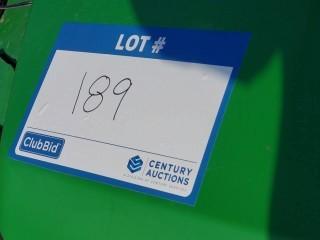 LOT #
189
ClubBid
CENTURY
AUCTIONS